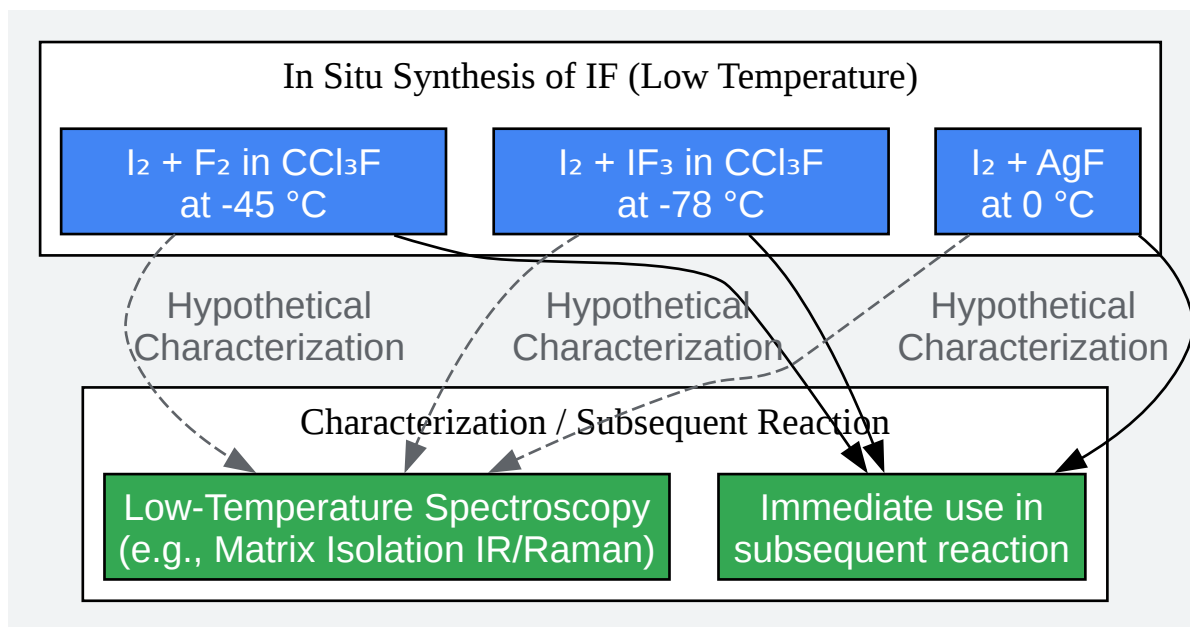 In Situ Synthesis of IF (Low Temperature)
I₂ + F₂ in CCl₃F
at -45 °C
I₂ + IF₃ in CCl₃F
at -78 °C
I₂ + AgF
at 0 °C
Hypothetical
Characterization
Hypothetical
Characterization
Hypothetical
Characterization
Characterization / Subsequent Reaction
Low-Temperature Spectroscopy
(e.g., Matrix Isolation IR/Raman)
Immediate use in
subsequent reaction